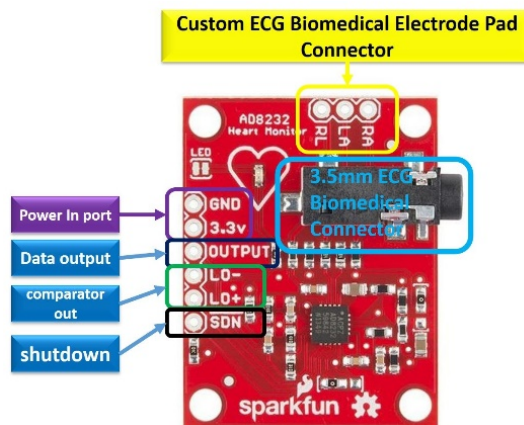 Custom ECG Biomedical Electrode Pad
Connector
AD8232
Heart Monitor
RL
LA
RA
LED
3.5mm ECG
Biomedical
Connector
Power In port
GND
3.3v
Data output
OUTPUT
comparator
out
LO-
LO+
shutdown
SDN
sparkfun